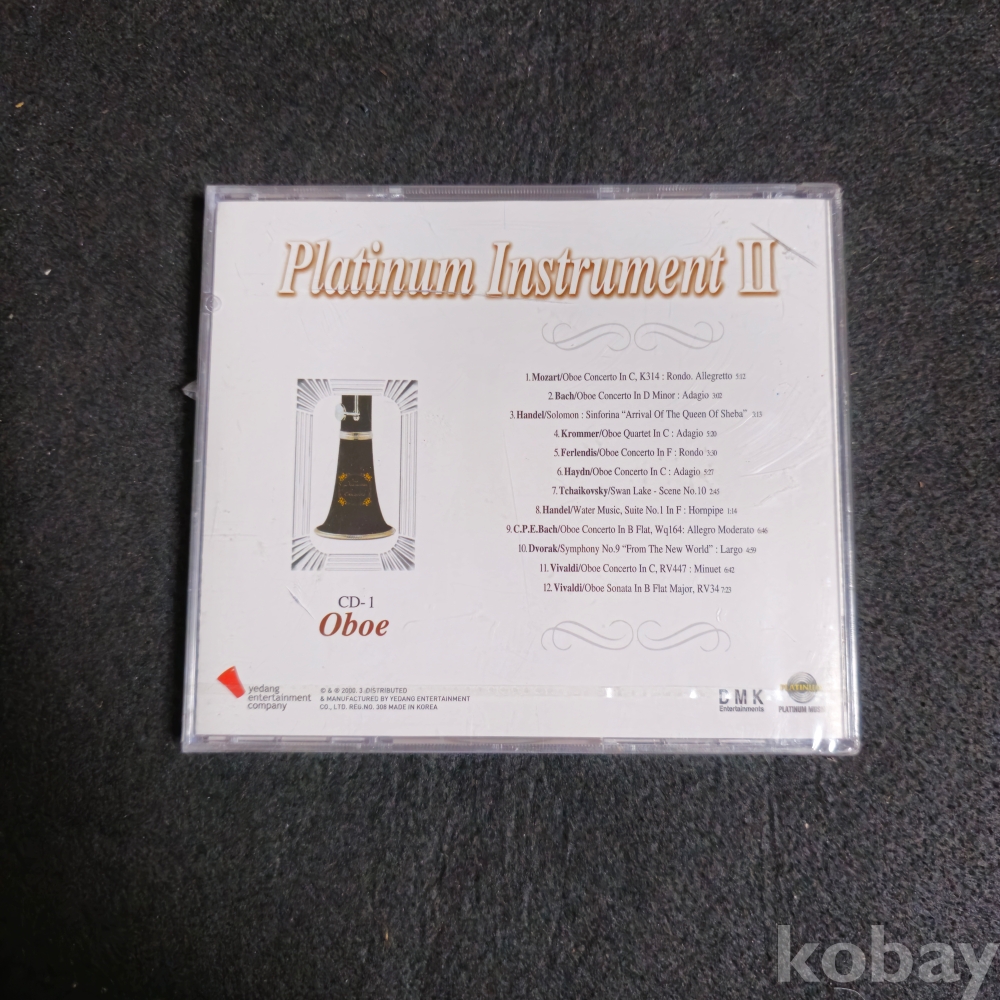 Platinum Instrument II
1.Mozart/Oboe Concerto In C, K314 : Rondo. Allegretto 5:12
2.Bach/Oboe Concerto In D Minor : Adagio 3:02
3.Handel/Solomon : Sinforina "Arrival Of The Queen Of Sheba" 3:13
4.Krommer/Oboe Quartet In C : Adagio 5:20
5.Ferlendis/Oboe Concerto In F : Rondo 3:30
6.Haydn/Oboe Concerto In C : Adagio 5:27
7.Tchaikovsky/Swan Lake - Scene No.10 2:45
8.Handel/Water Music, Suite No.1 In F : Hornpipe 1:14
9.C.P.E.Bach/Oboe Concerto In B Flat, Wq164: Allegro Moderato 6:46
10.Dvorak/Symphony No.9 "From The New World" : Largo 4:59
11.Vivaldi/Oboe Concerto In C, RV447 : Minuet 6:42
12.Vivaldi/Oboe Sonata In B Flat Major, RV34 7:23
CD-1
Oboe
yedang
entertainment
company
© & ℗ 2000. 3 .DISTRIBUTED
& MANUFACTURED BY YEDANG ENTERTAINMENT
CO., LTD. REG.NO. 308 MADE IN KOREA
DMK
Entertainments
PLATINUM
PLATINUM MUSIC
kobay